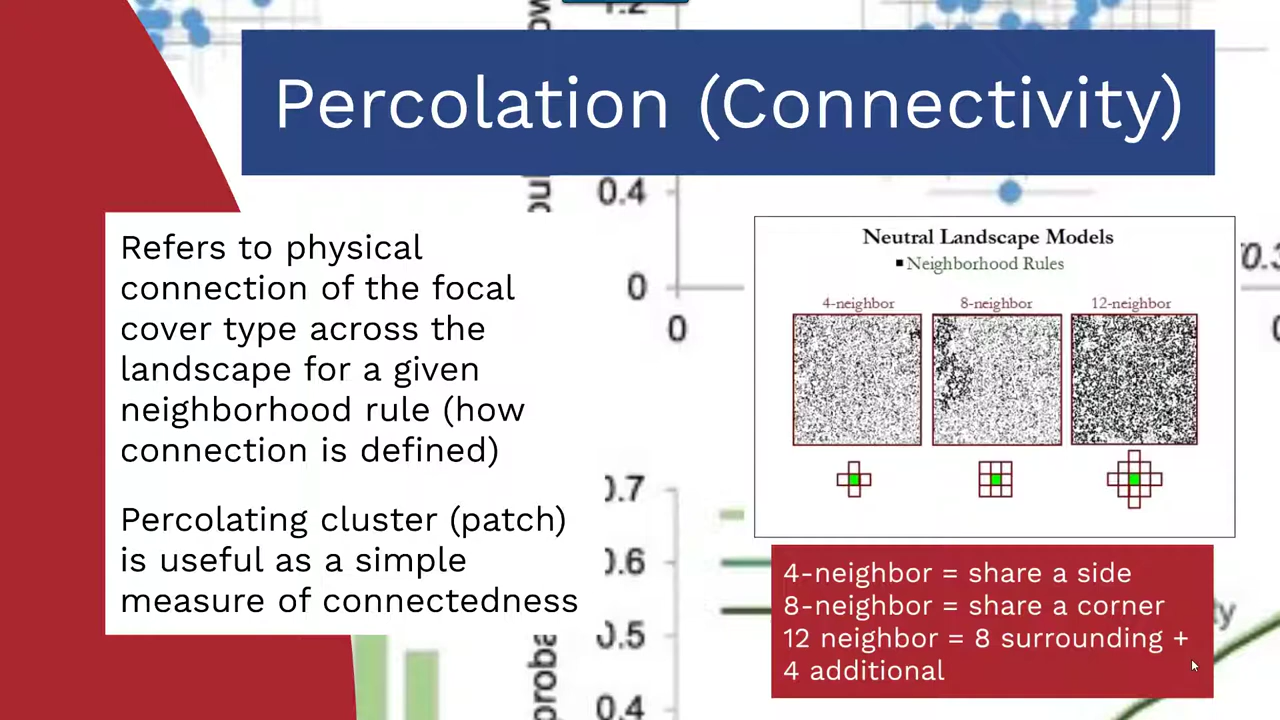 Percolation (Connectivity)
Refers to physical
connection of the focal
cover type across the
landscape for a given
neighborhood rule (how
connection is defined)
Percolating cluster (patch)
is useful as a simple
measure of connectedness
Neutral Landscape Models
▪ Neighborhood Rules
4-neighbor 8-neighbor 12-neighbor
4-neighbor = share a side
8-neighbor = share a corner
12 neighbor = 8 surrounding +
4 additional
1.2
0.4
0
0
0.7
0.6
0.5
0.4
proba